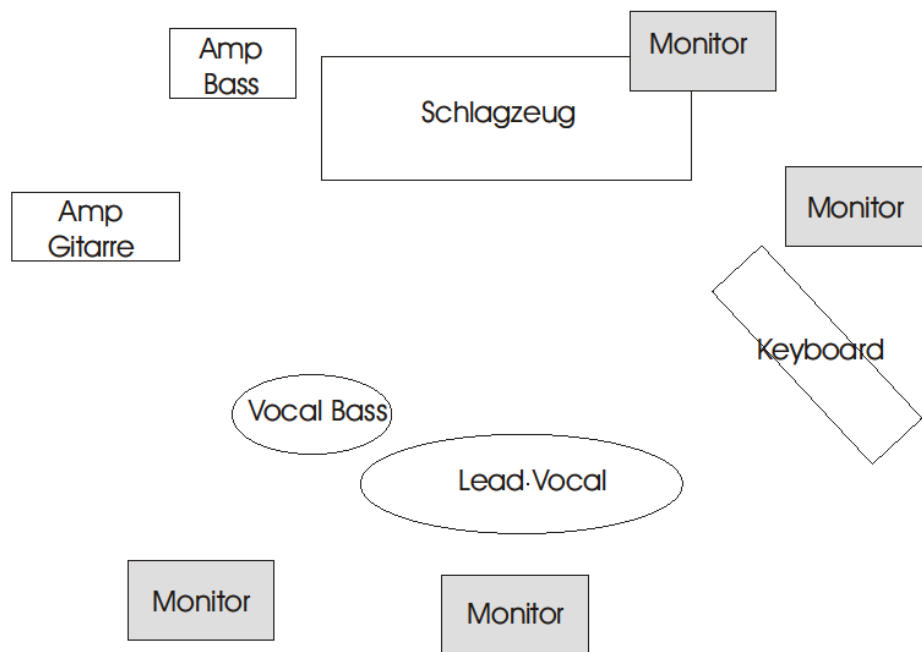 Amp
Bass
Monitor
Schlagzeug
Amp
Gitarre
Monitor
Keyboard
Vocal Bass
Lead·Vocal
Monitor
Monitor